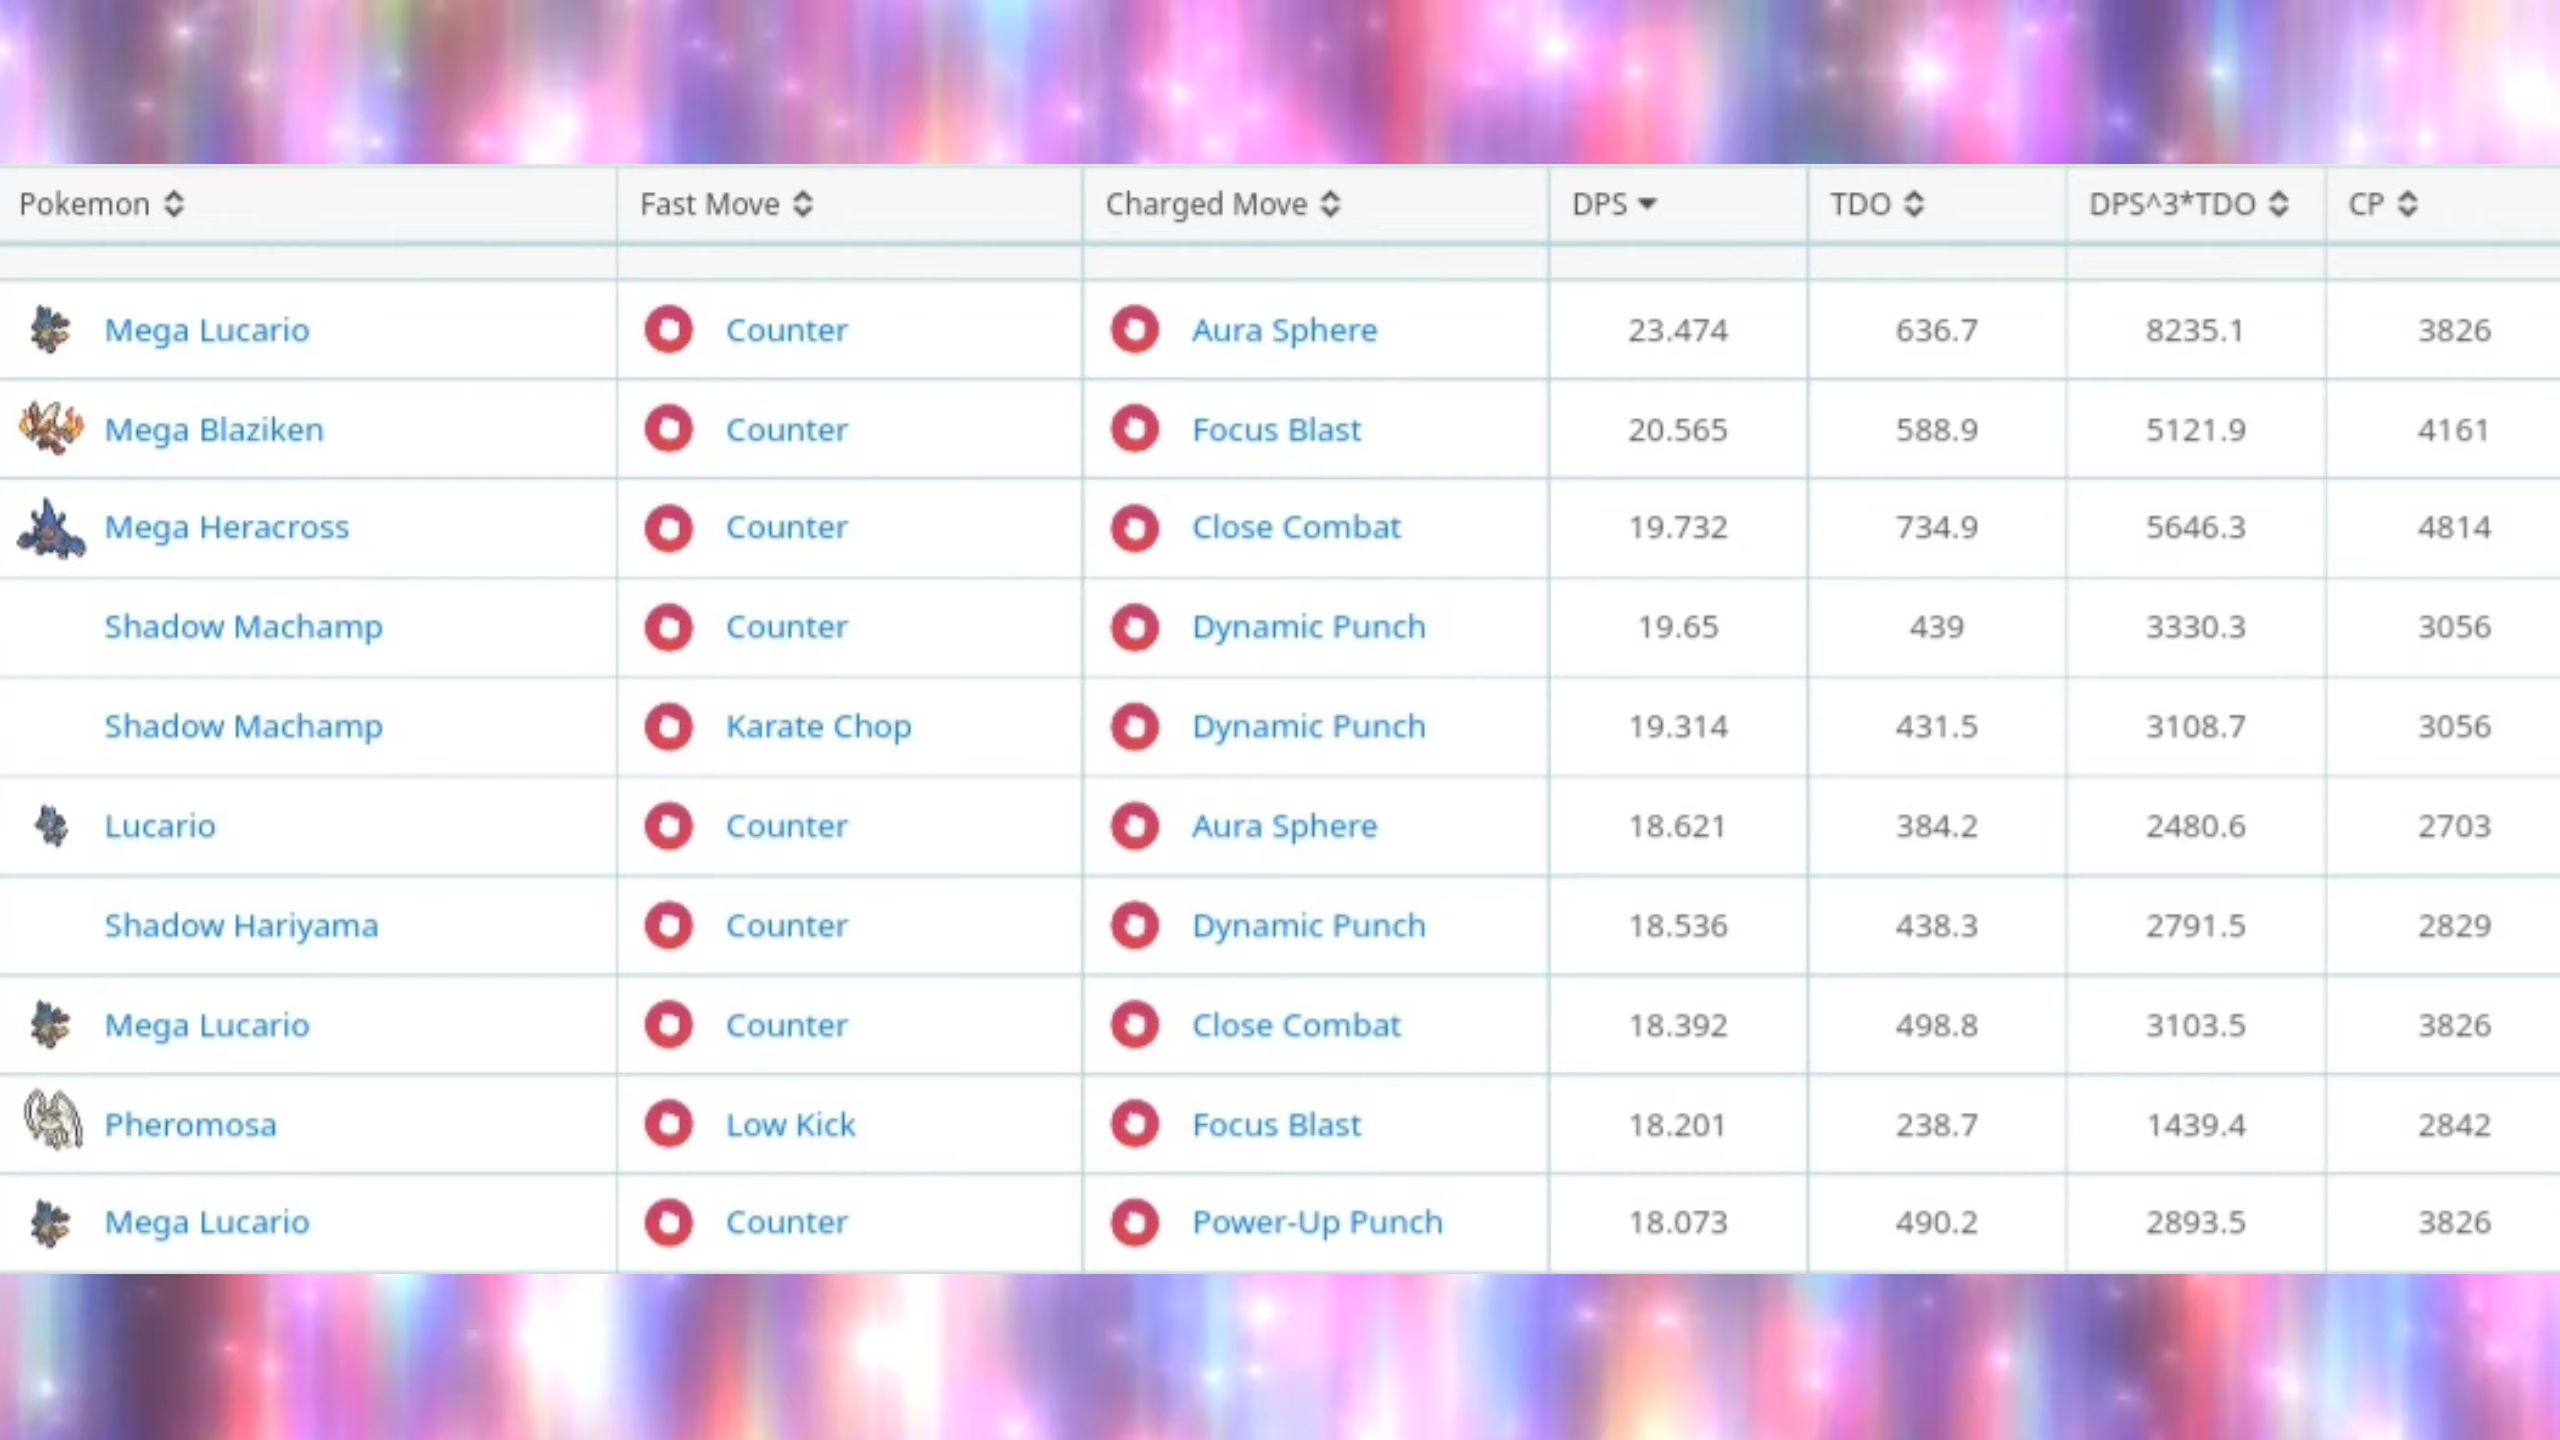 Pokemon Fast Move Charged Move DPS TDO DPS^3*TDO CP
Mega Lucario Counter Aura Sphere 23.474 636.7 8235.1 3826
Mega Blaziken Counter Focus Blast 20.565 588.9 5121.9 4161
Mega Heracross Counter Close Combat 19.732 734.9 5646.3 4814
Shadow Machamp Counter Dynamic Punch 19.65 439 3330.3 3056
Shadow Machamp Karate Chop Dynamic Punch 19.314 431.5 3108.7 3056
Lucario Counter Aura Sphere 18.621 384.2 2480.6 2703
Shadow Hariyama Counter Dynamic Punch 18.536 438.3 2791.5 2829
Mega Lucario Counter Close Combat 18.392 498.8 3103.5 3826
Pheromosa Low Kick Focus Blast 18.201 238.7 1439.4 2842
Mega Lucario Counter Power-Up Punch 18.073 490.2 2893.5 3826